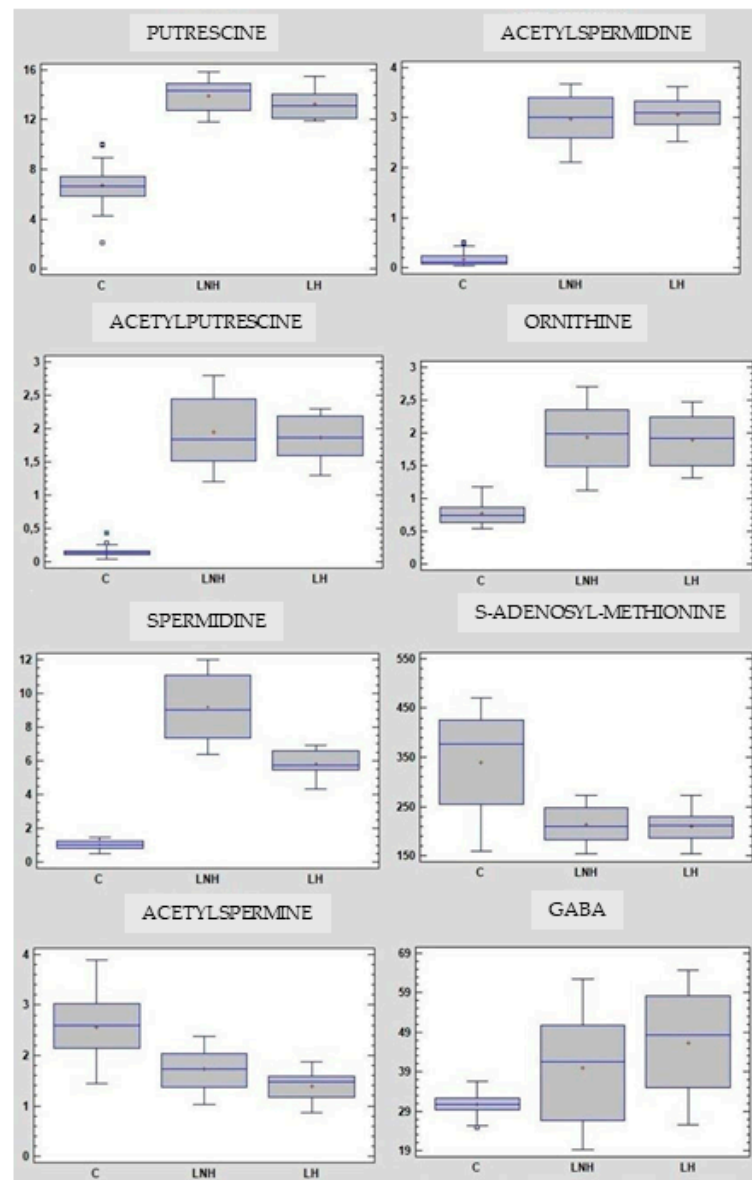 PUTRESCINE
16
12
8
4
0
C LNH LH
ACETYLSPERMIDINE
4
3
2
1
0
C LNH LH
ACETYLPUTRESCINE
3
2,5
2
1,5
1
0,5
0
C LNH LH
ORNITHINE
3
2,5
2
1,5
1
0,5
0
C LNH LH
SPERMIDINE
12
10
8
6
4
2
0
C LNH LH
S-ADENOSYL-METHIONINE
550
450
350
250
150
C LNH LH
ACETYLSPERMINE
4
3
2
1
0
C LNH LH
GABA
69
59
49
39
29
19
C LNH LH